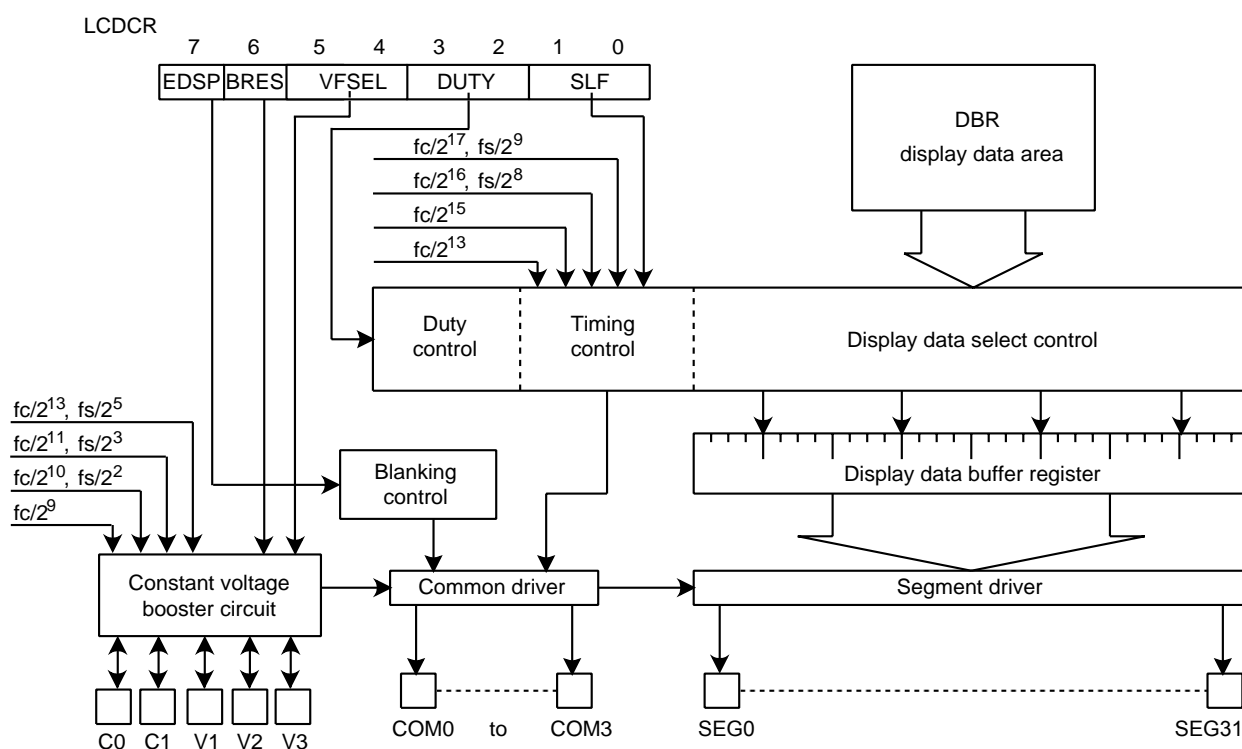 LCDCR
7 6 5 4 3 2 1 0
EDSP BRES VFSEL DUTY SLF
DBR
display data area
fc/2^17, fs/2^9
fc/2^16, fs/2^8
fc/2^15
fc/2^13
Duty
control
Timing
control
Display data select control
fc/2^13, fs/2^5
fc/2^11, fs/2^3
fc/2^10, fs/2^2
fc/2^9
Blanking
control
Display data buffer register
Constant voltage
booster circuit
Common driver
Segment driver
C0 C1 V1 V2 V3
COM0 to COM3
SEG0 SEG31